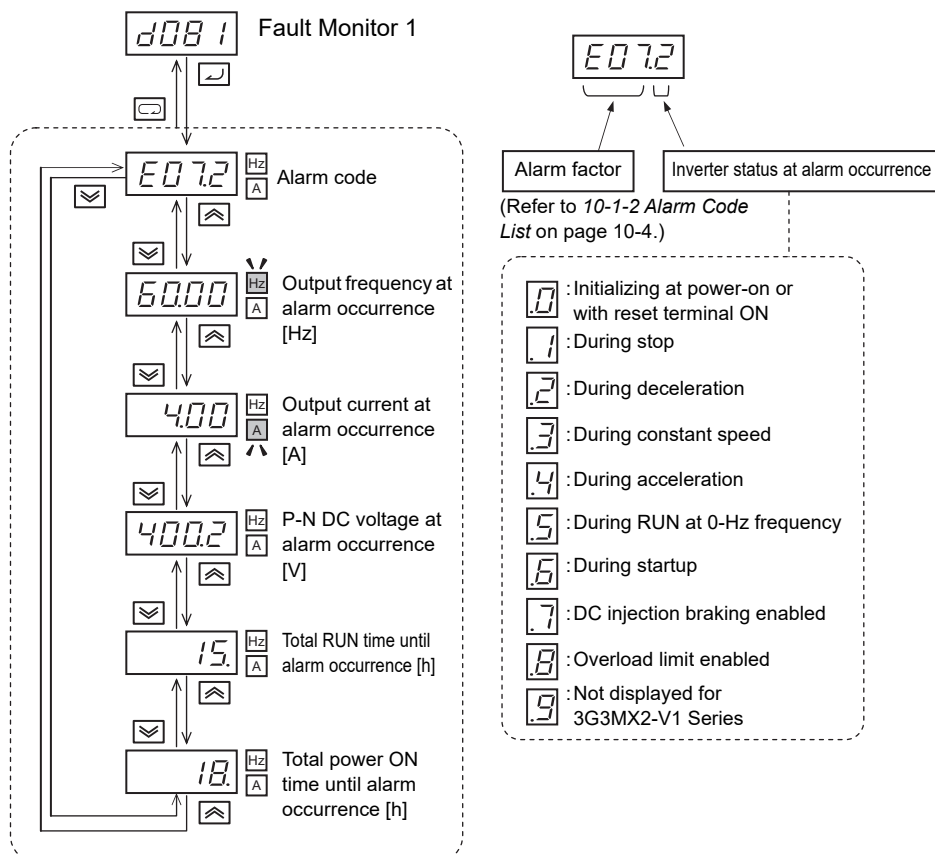 d081
Fault Monitor 1
E07.2
Hz
A
Alarm code
60.00
Hz
A
Output frequency at
alarm occurrence
[Hz]
4.00
Hz
A
Output current at
alarm occurrence
[A]
400.2
Hz
A
P-N DC voltage at
alarm occurrence
[V]
15.
Hz
A
Total RUN time until
alarm occurrence [h]
18.
Hz
A
Total power ON
time until alarm
occurrence [h]
E07.2
Alarm factor
Inverter status at alarm occurrence
(Refer to 10-1-2 Alarm Code
List on page 10-4.)
.0 : Initializing at power-on or
with reset terminal ON
.1 : During stop
.2 : During deceleration
.3 : During constant speed
.4 : During acceleration
.5 : During RUN at 0-Hz frequency
.6 : During startup
.7 : DC injection braking enabled
.8 : Overload limit enabled
.9 : Not displayed for
3G3MX2-V1 Series